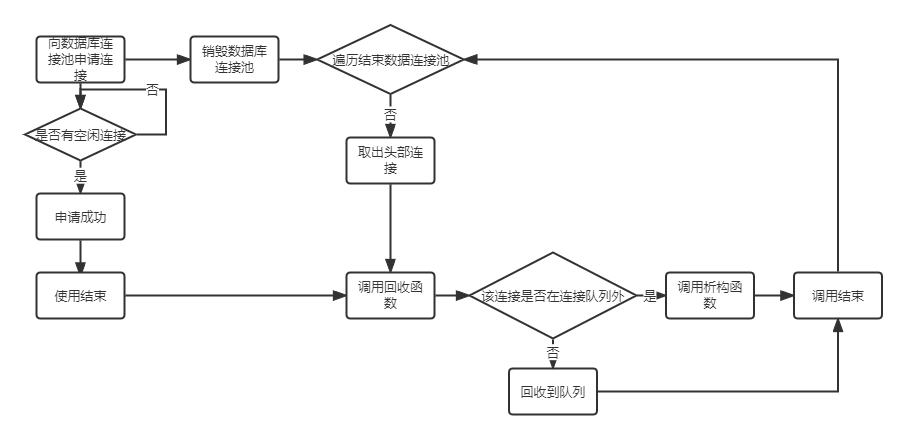 向数据库连
接池申请连
接
销毁数据库
连接池
遍历结束数据连接池
否
是否有空闲连接
否
取出头部连
接
是
申请成功
使用结束
调用回收函
数
该连接是否在连接队列外
是
调用析构函
数
调用结束
否
回收到队列